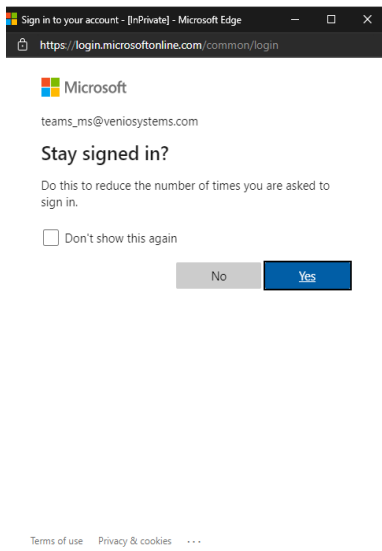 Sign in to your account - [InPrivate] - Microsoft Edge
https://login.microsoftonline.com/common/login
Microsoft
teams_ms@veniosystems.com
Stay signed in?
Do this to reduce the number of times you are asked to
sign in.
Don't show this again
No Yes
Terms of use Privacy & cookies ...